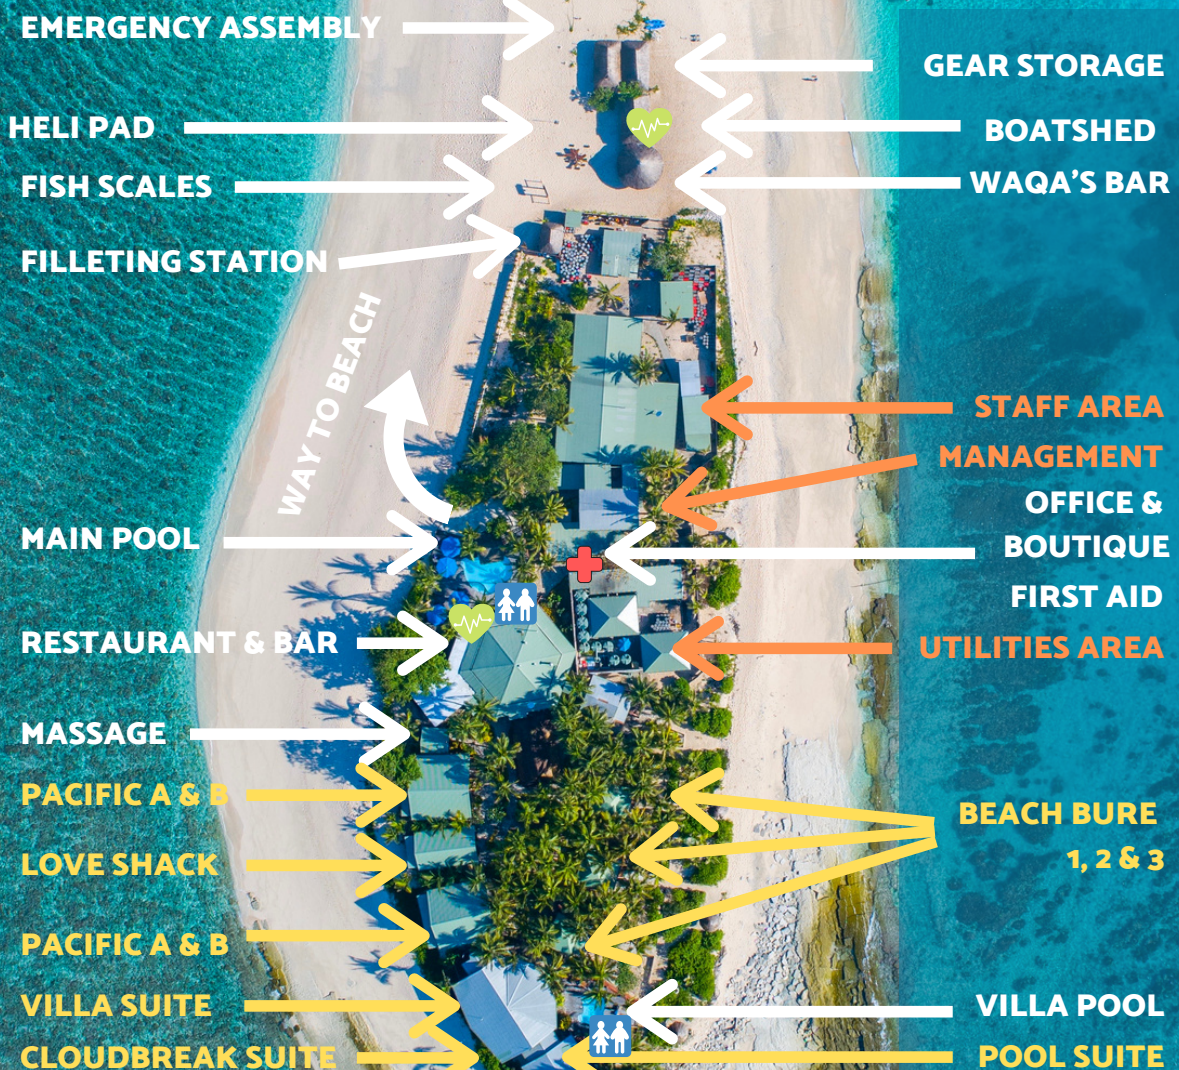 EMERGENCY ASSEMBLY
GEAR STORAGE
HELI PAD
BOATSHED
FISH SCALES
WAQA'S BAR
FILLETING STATION
WAY TO BEACH
STAFF AREA
MANAGEMENT
OFFICE &
MAIN POOL
BOUTIQUE
FIRST AID
RESTAURANT & BAR
UTILITIES AREA
MASSAGE
PACIFIC A & B
BEACH BURE
1, 2 & 3
LOVE SHACK
PACIFIC A & B
VILLA SUITE
VILLA POOL
CLOUDBREAK SUITE
POOL SUITE